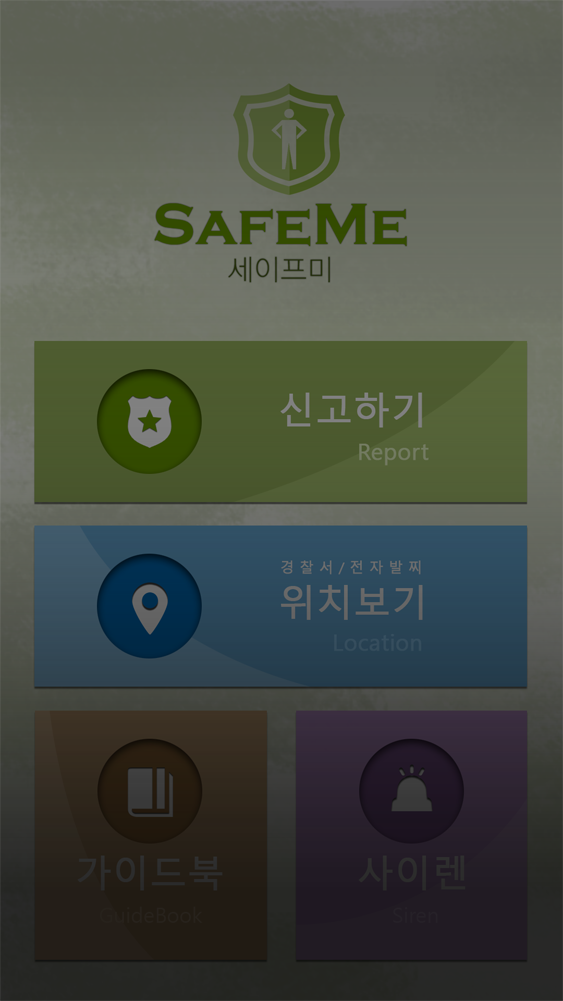 SAFEME
세이프미
신고하기
Report
경찰서/전자발찌
위치보기
Location
가이드북
GuideBook
사이렌
Siren